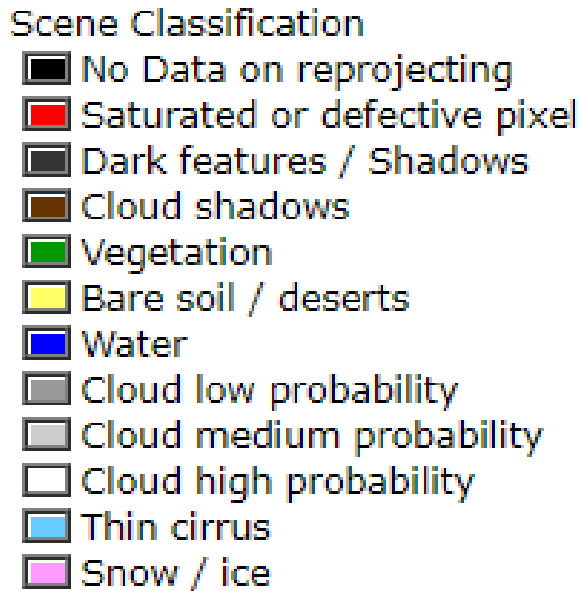 Scene Classification
No Data on reprojecting
Saturated or defective pixel
Dark features / Shadows
Cloud shadows
Vegetation
Bare soil / deserts
Water
Cloud low probability
Cloud medium probability
Cloud high probability
Thin cirrus
Snow / ice